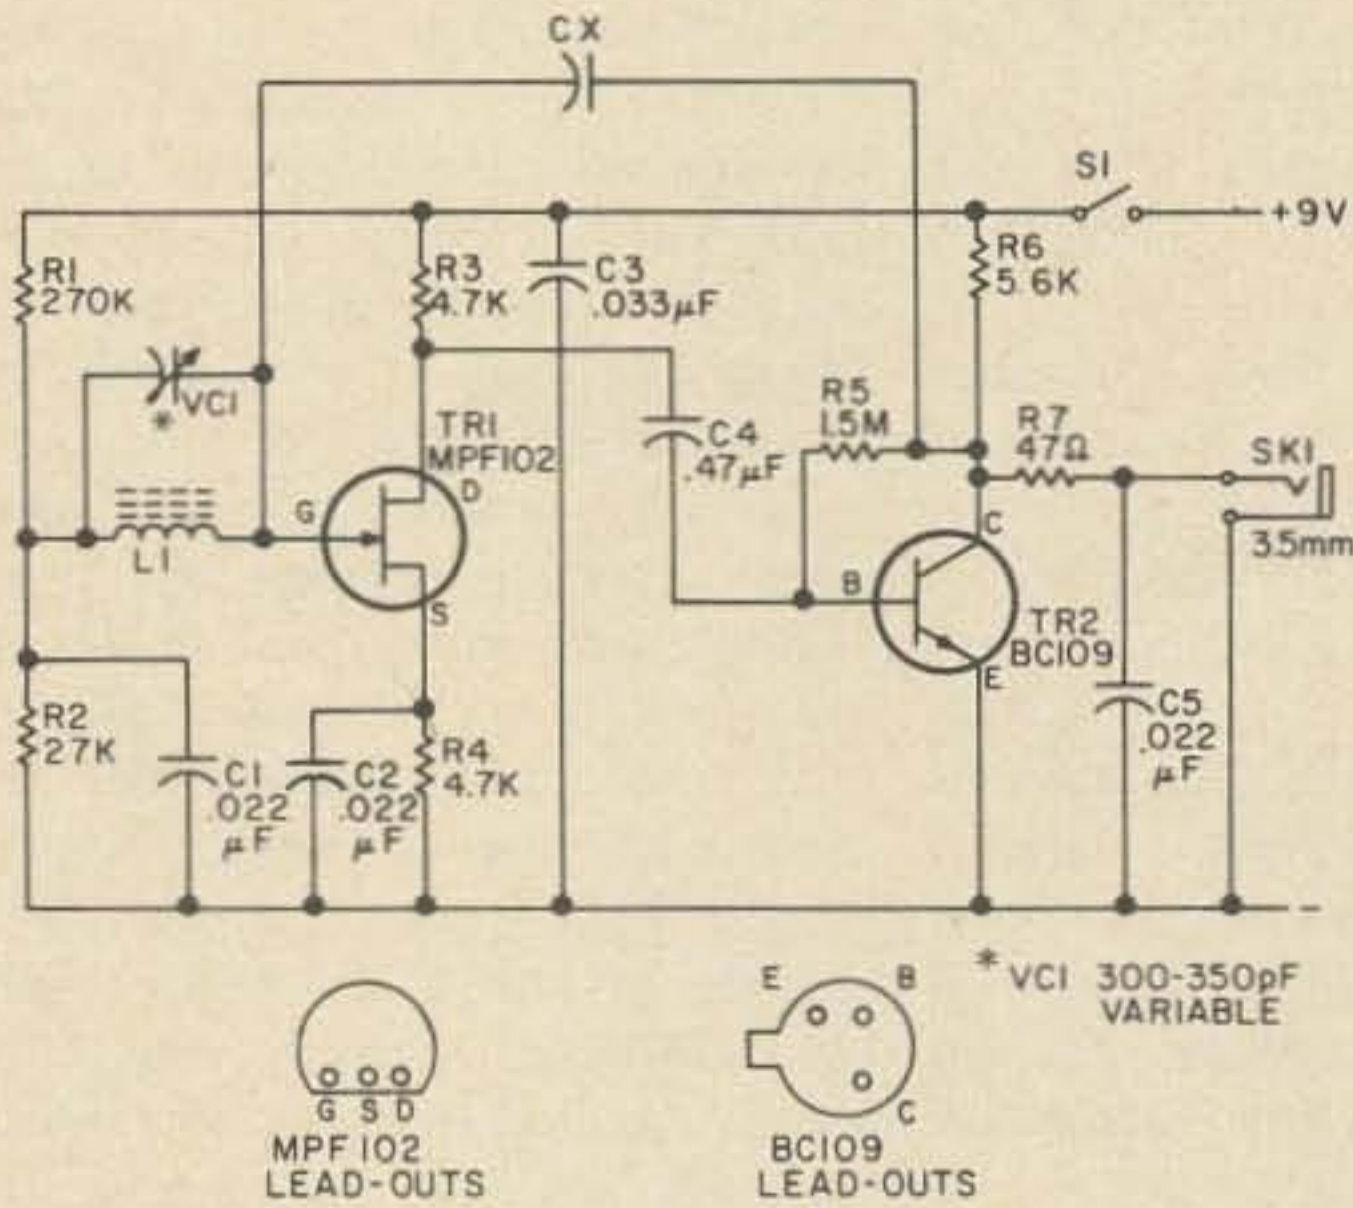 CX
S1
+9V
R1
270K
R3
4.7K
C3
.033µF
R6
5.6K
* VC1
R5
1.5M
R7
47Ω
SK1
3.5mm
TR1
MPF102
D
G
S
C4
.47µF
L1
C
B
E
TR2
BC109
R2
27K
C1
.022
µF
C2
.022
µF
R4
4.7K
C5
.022
µF
-
* VC1 300-350pF
VARIABLE
G S D
MPF102
LEAD-OUTS
E B
C
BC109
LEAD-OUTS